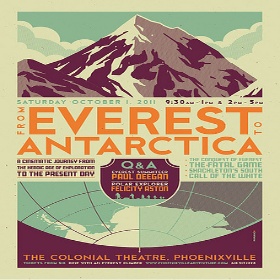 SATURDAY OCTOBER 1, 2011 9:30AM-1PM & 2PM-5PM
FROM
EVEREST
TO
ANTARCTICA
A COSMATIC JOURNEY FROM
THE HEROIC AGE OF EXPLORATION
TO THE PRESENT DAY
Q&A
EVEREST SUMMITTER
PAUL DEEGAN
POLAR EXPLORER
FELICITY ASTON
THE CONQUEST OF EVEREST
THE FATAL GAME
SHACKLETON'S SOUTH
CALL OF THE WHITE
THE COLONIAL THEATRE, PHOENIXVILLE